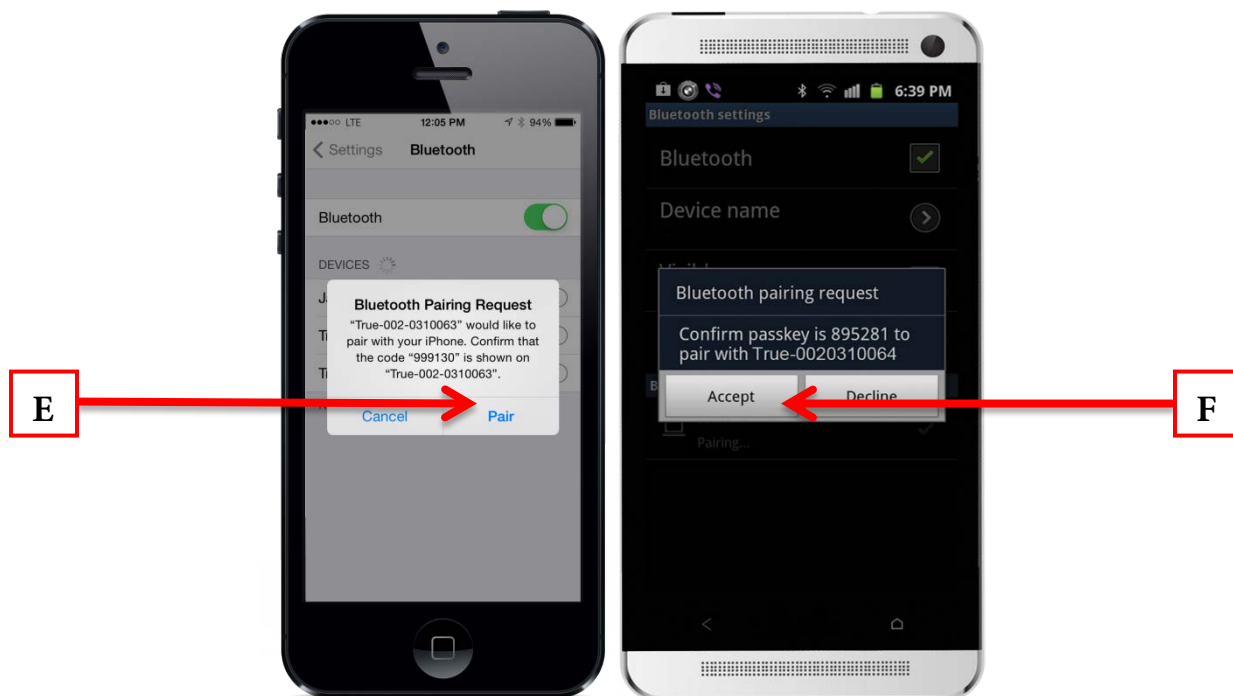 LTE 12:05 PM 94%
Settings Bluetooth
Bluetooth
DEVICES
Bluetooth Pairing Request
“True-002-0310063” would like to
pair with your iPhone. Confirm that
the code “999130” is shown on
“True-002-0310063”.
Cancel Pair
E
6:39 PM
Bluetooth settings
Bluetooth
Device name
Bluetooth pairing request
Confirm passkey is 895281 to
pair with True-0020310064
Accept Decline
Pairing...
F